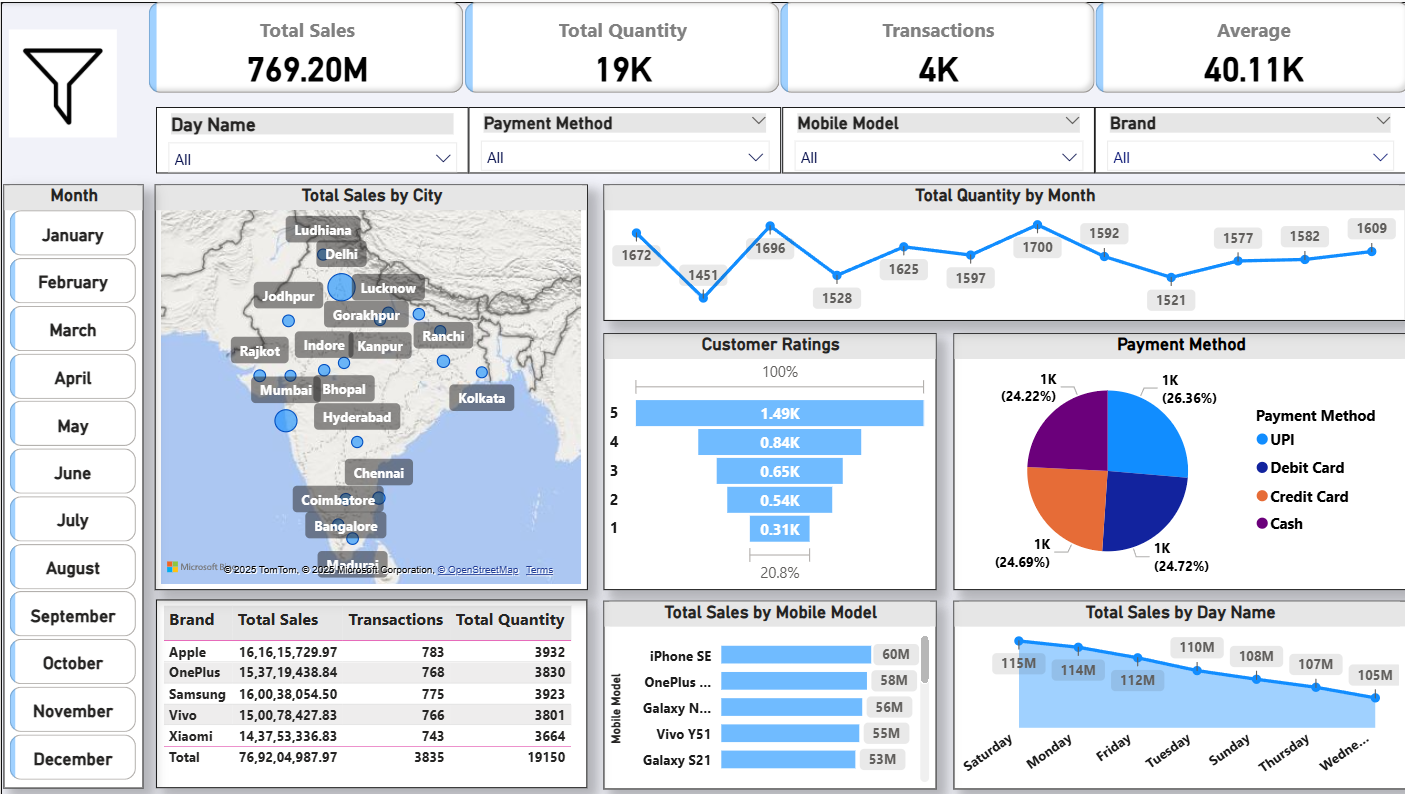 Total Sales
769.20M
Total Quantity
19K
Transactions
4K
Average
40.11K
Day Name
All
Payment Method
All
Mobile Model
All
Brand
All
Month
January
February
March
April
May
June
July
August
September
October
November
December
Total Sales by City
Ludhiana
Delhi
Lucknow
Jodhpur
Gorakhpur
Ranchi
Indore
Kanpur
Rajkot
Mumbai
Bhopal
Kolkata
Hyderabad
Chennai
Coimbatore
Bangalore
Madurai
Microsoft B
© 2025 TomTom, © 2025 Microsoft Corporation, © OpenStreetMap Terms
Total Quantity by Month
1672
1451
1696
1528
1625
1597
1700
1592
1521
1577
1582
1609
Customer Ratings
100%
5 1.49K
4 0.84K
3 0.65K
2 0.54K
1 0.31K
20.8%
Payment Method
1K
(24.22%)
1K
(26.36%)
1K
(24.69%)
1K
(24.72%)
Payment Method
UPI
Debit Card
Credit Card
Cash
Brand Total Sales Transactions Total Quantity
Apple 16,16,15,729.97 783 3932
OnePlus 15,37,19,438.84 768 3830
Samsung 16,00,38,054.50 775 3923
Vivo 15,00,78,427.83 766 3801
Xiaomi 14,37,53,336.83 743 3664
Total 76,92,04,987.97 3835 19150
Total Sales by Mobile Model
Mobile Model
iPhone SE 60M
OnePlus ... 58M
Galaxy N... 56M
Vivo Y51 55M
Galaxy S21 53M
Total Sales by Day Name
115M
114M
112M
110M
108M
107M
105M
Saturday
Monday
Friday
Tuesday
Sunday
Thursday
Wedne...